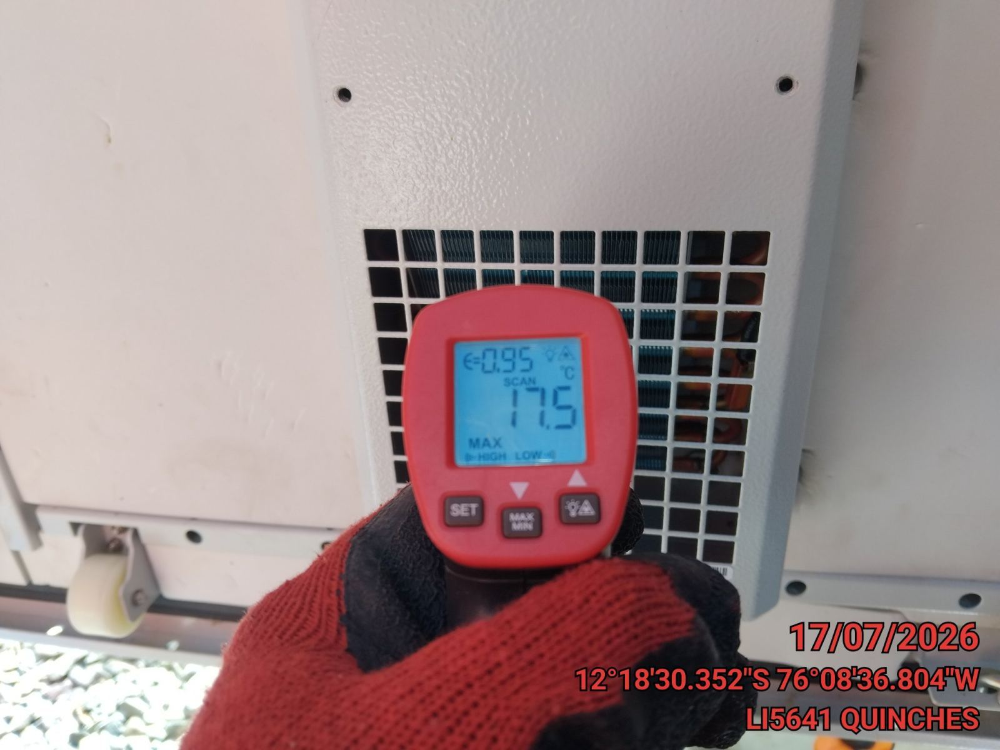 ε=0.95
°C
SCAN
17.5
MAX
HIGH LOW
SET
MAX
MIN
17/07/2026
12°18'30.352"S 76°08'36.804"W
LI5641 QUINCHES